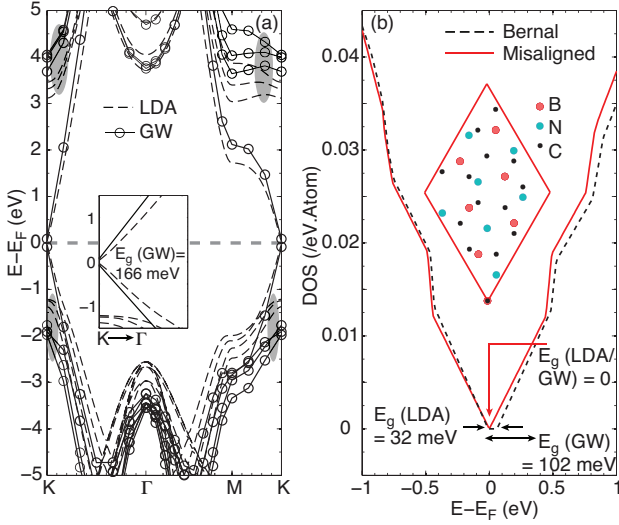 (a)
E−E_F (eV)
5
4
3
2
1
0
−1
−2
−3
−4
−5
LDA
GW
1
0
−1
E_g (GW)=
166 meV
K → Γ
K
Γ
M
K
(b)
DOS (/eV.Atom)
0.04
0.03
0.02
0.01
0
Bernal
Misaligned
B
N
C
E_g (LDA/
GW) = 0
E_g (LDA)
= 32 meV
E_g (GW)
= 102 meV
−1
−0.5
0
0.5
1
E−E_F (eV)